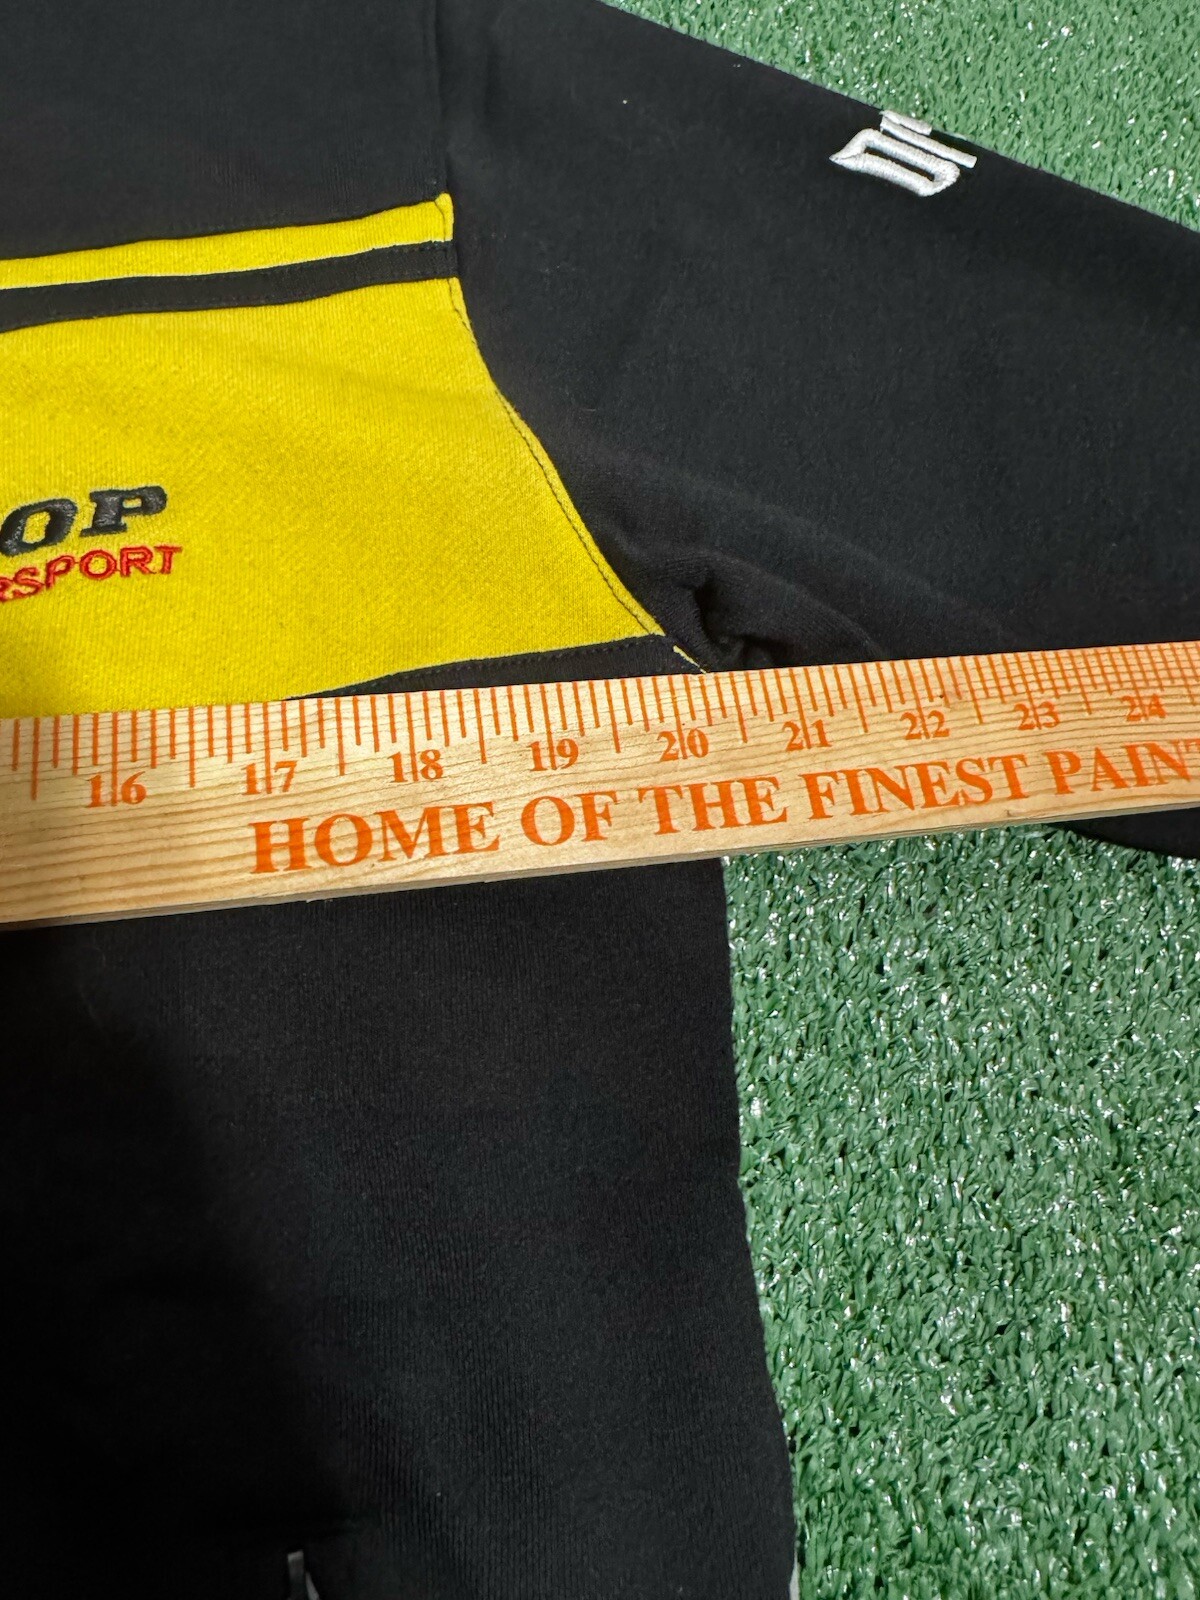 OP
RSPORT
16 17 18 19 20 21 22 23 24
HOME OF THE FINEST PAINT